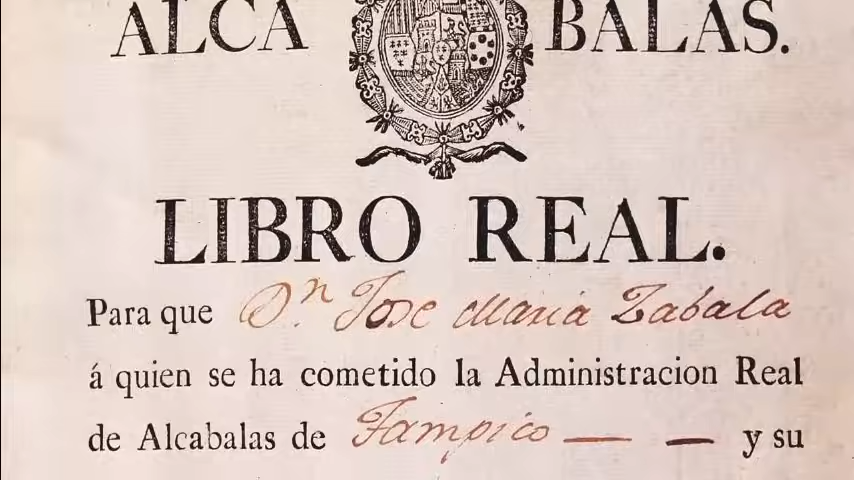 ALCA BALAS.
LIBRO REAL.
Para que D.n Jose Maria Zabala
á quien se ha cometido la Administracion Real
de Alcabalas de Tampico — — y su